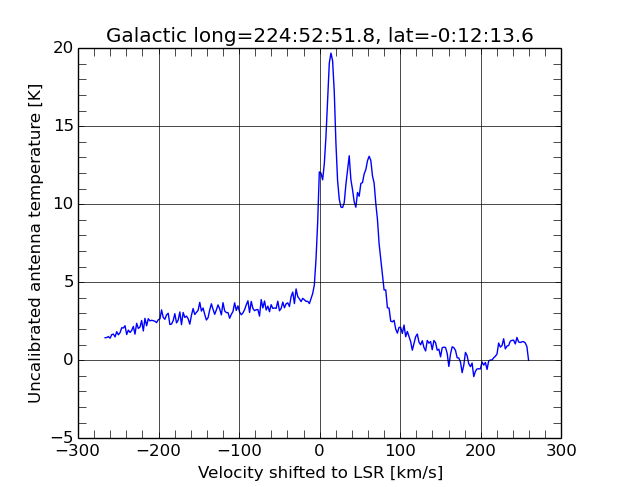 Galactic long=224:52:51.8, lat=-0:12:13.6
Uncalibrated antenna temperature [K]
20
15
10
5
0
−5
−300 −200 −100 0 100 200 300
Velocity shifted to LSR [km/s]